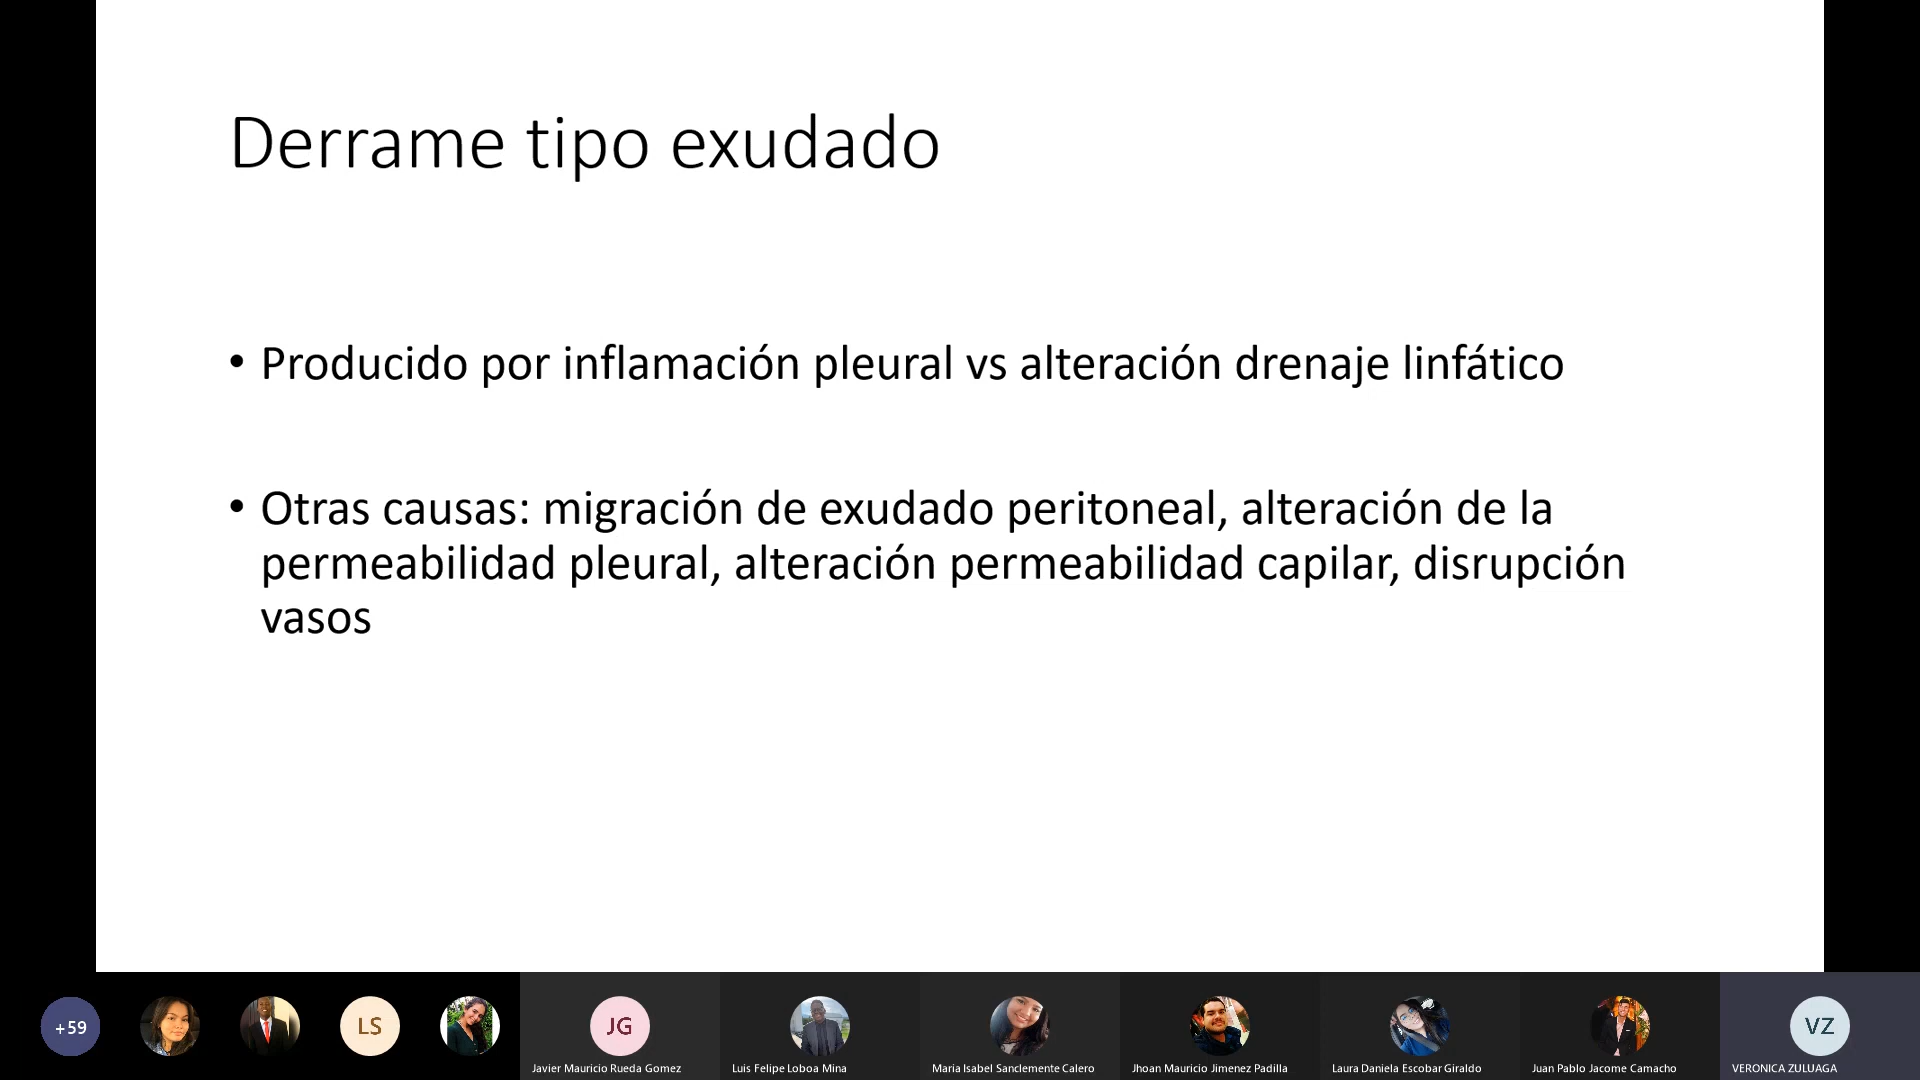 Derrame tipo exudado
• Producido por inflamación pleural vs alteración drenaje linfático
• Otras causas: migración de exudado peritoneal, alteración de la
permeabilidad pleural, alteración permeabilidad capilar, disrupción
vasos
+59
LS
JG
VZ
Javier Mauricio Rueda Gomez
Luis Felipe Loboa Mina
Maria Isabel Sanclemente Calero
Jhoan Mauricio Jimenez Padilla
Laura Daniela Escobar Giraldo
Juan Pablo Jacome Camacho
VERONICA ZULUAGA